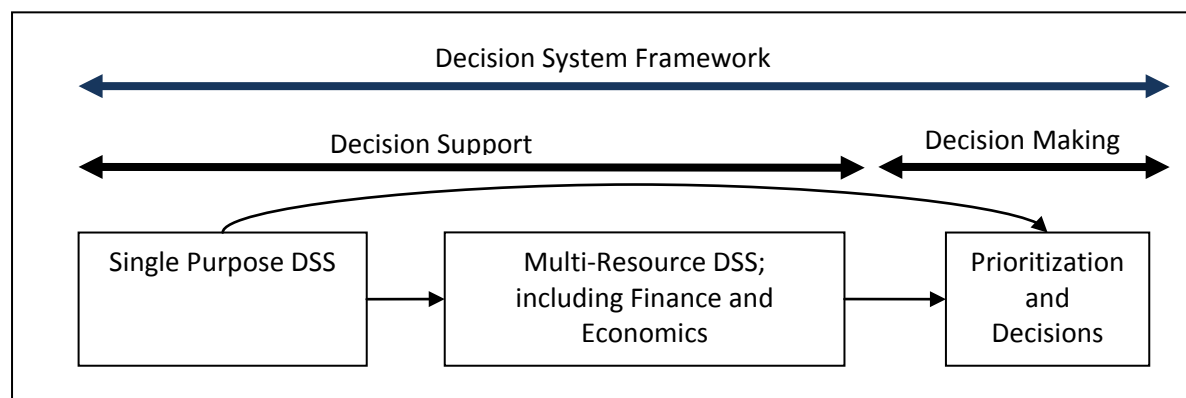 Decision System Framework
Decision Support
Decision Making
Single Purpose DSS
Multi-Resource DSS;
including Finance and
Economics
Prioritization
and
Decisions